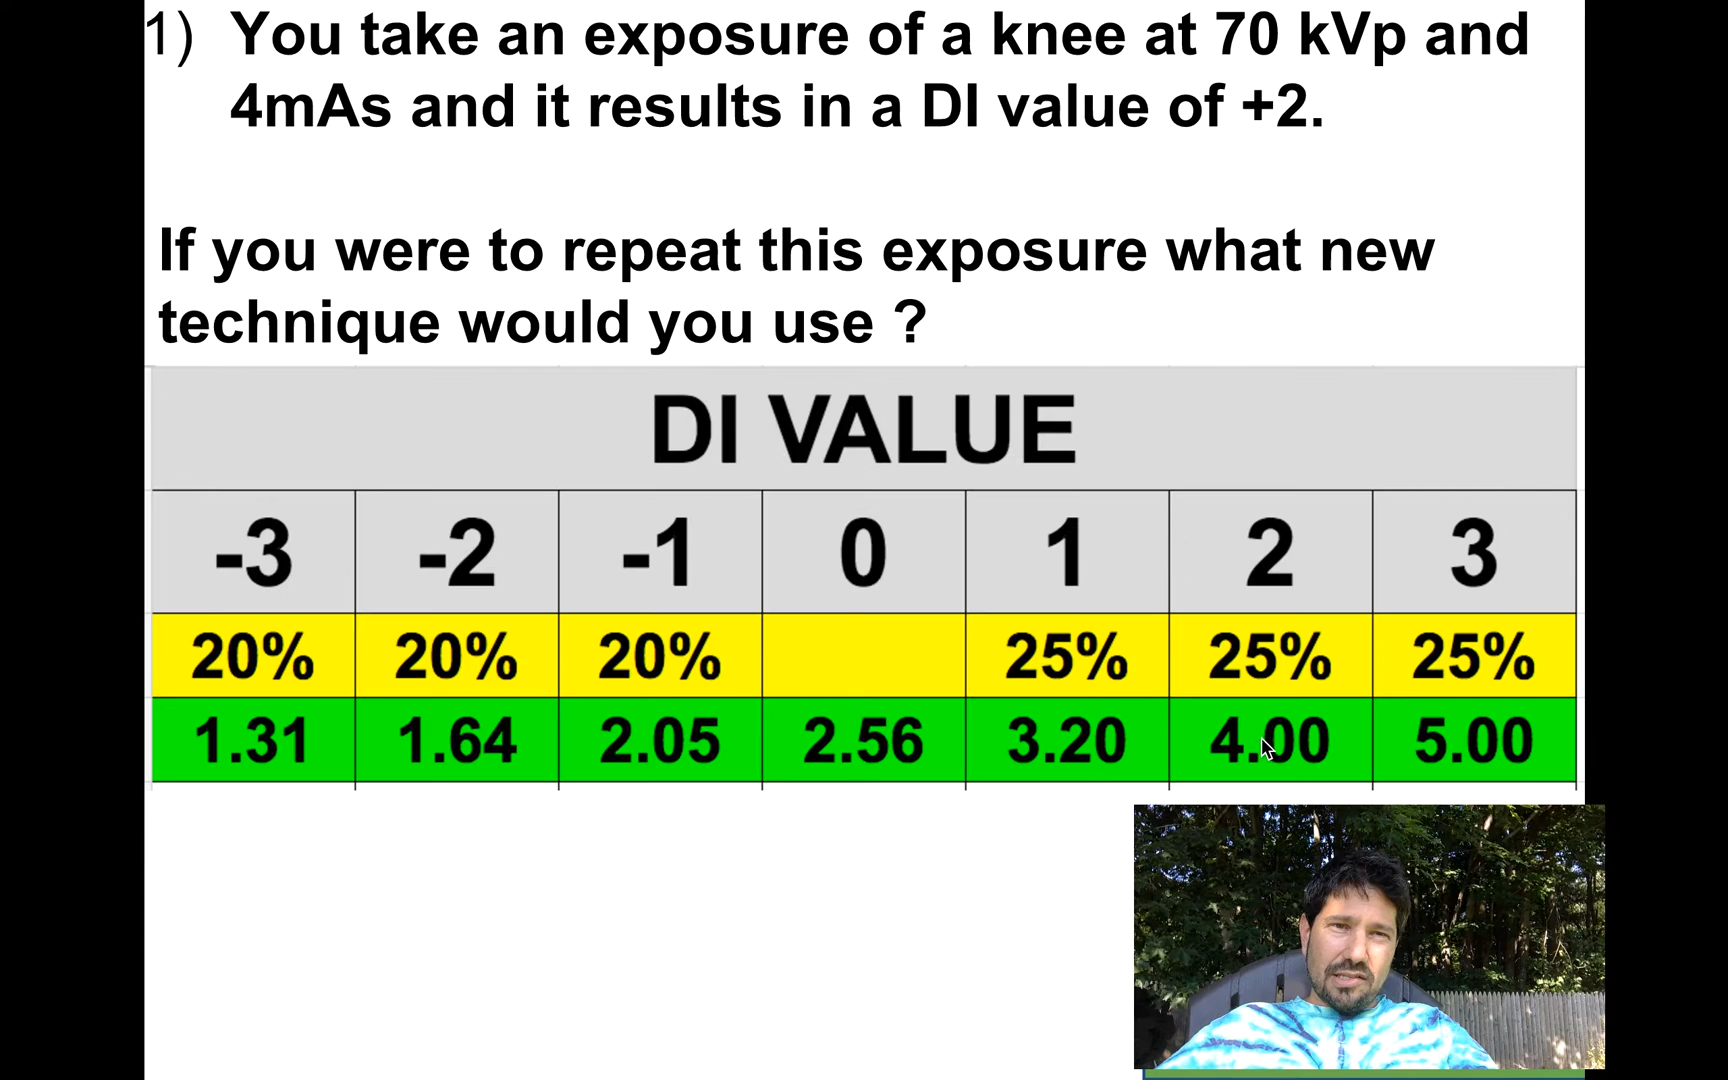 1) You take an exposure of a knee at 70 kVp and
4mAs and it results in a DI value of +2.
If you were to repeat this exposure what new
technique would you use ?
DI VALUE
-3 -2 -1 0 1 2 3
20% 20% 20% 25% 25% 25%
1.31 1.64 2.05 2.56 3.20 4.00 5.00